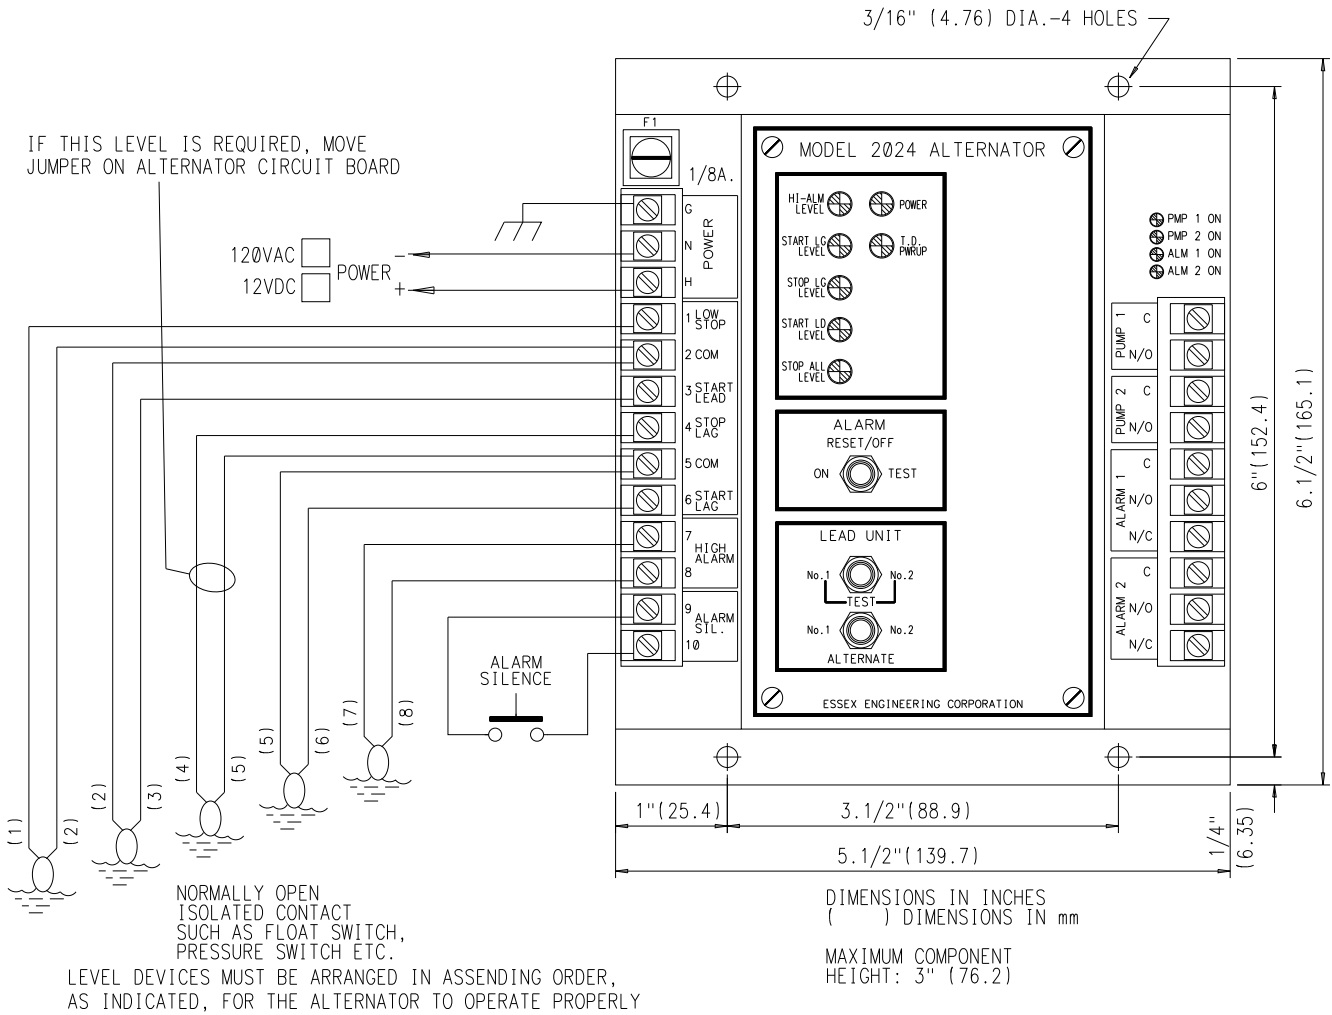 3/16" (4.76) DIA.-4 HOLES
IF THIS LEVEL IS REQUIRED, MOVE
JUMPER ON ALTERNATOR CIRCUIT BOARD
120VAC
12VDC
POWER
-
+
F1
1/8A.
G
N
H
POWER
1 LOW
STOP
2 COM
3 START
LEAD
4 STOP
LAG
5 COM
6 START
LAG
7
HIGH
ALARM
8
9
ALARM
SIL.
10
MODEL 2024 ALTERNATOR
HI-ALM
LEVEL
POWER
START LG
LEVEL
T.D.
PWRUP
STOP LG
LEVEL
START LD
LEVEL
STOP ALL
LEVEL
ALARM
RESET/OFF
ON
TEST
LEAD UNIT
No.1
No.2
TEST
No.1
No.2
ALTERNATE
ESSEX ENGINEERING CORPORATION
PMP 1 ON
PMP 2 ON
ALM 1 ON
ALM 2 ON
PUMP 1
C
N/O
PUMP 2
C
N/O
ALARM 1
C
N/O
N/C
ALARM 2
C
N/O
N/C
6"(152.4)
6.1/2"(165.1)
ALARM
SILENCE
(1)
(2)
(2)
(3)
(4)
(5)
(5)
(6)
(7)
(8)
1"(25.4)
3.1/2"(88.9)
5.1/2"(139.7)
1/4"
(6.35)
NORMALLY OPEN
ISOLATED CONTACT
SUCH AS FLOAT SWITCH,
PRESSURE SWITCH ETC.
LEVEL DEVICES MUST BE ARRANGED IN ASSENDING ORDER,
AS INDICATED, FOR THE ALTERNATOR TO OPERATE PROPERLY
DIMENSIONS IN INCHES
( ) DIMENSIONS IN mm
MAXIMUM COMPONENT
HEIGHT: 3" (76.2)